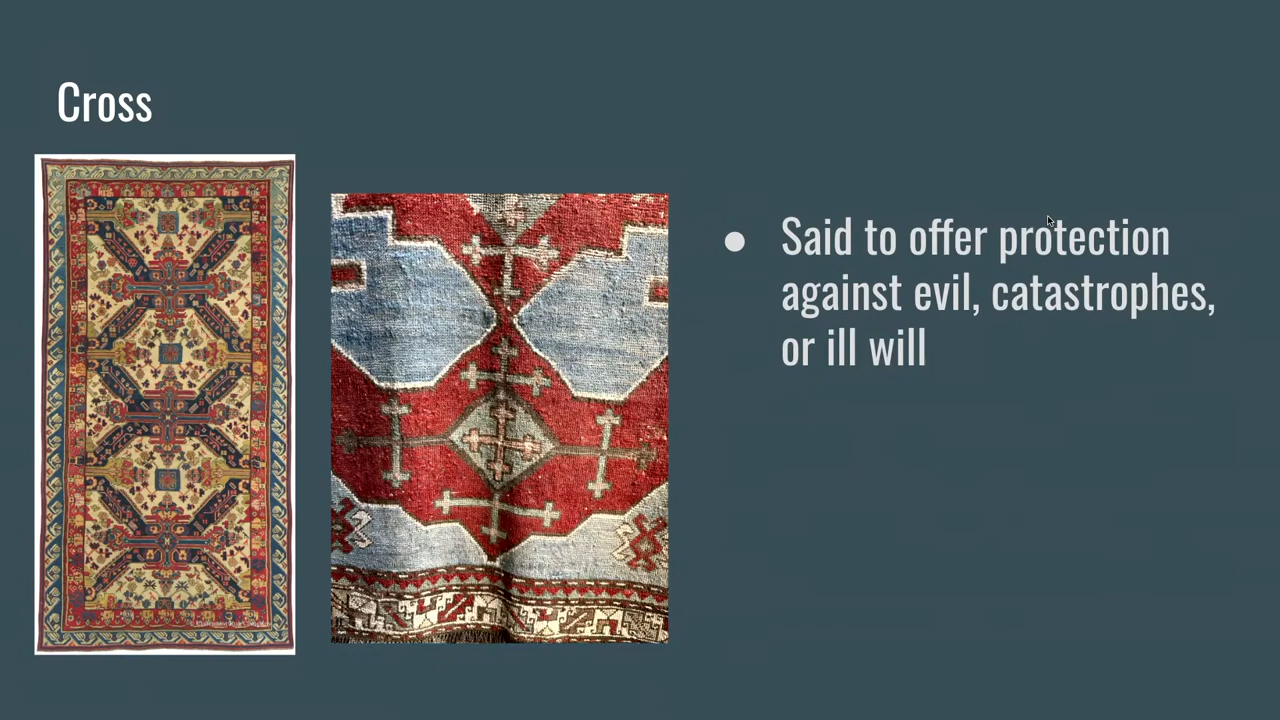 Cross
● Said to offer protection
against evil, catastrophes,
or ill will